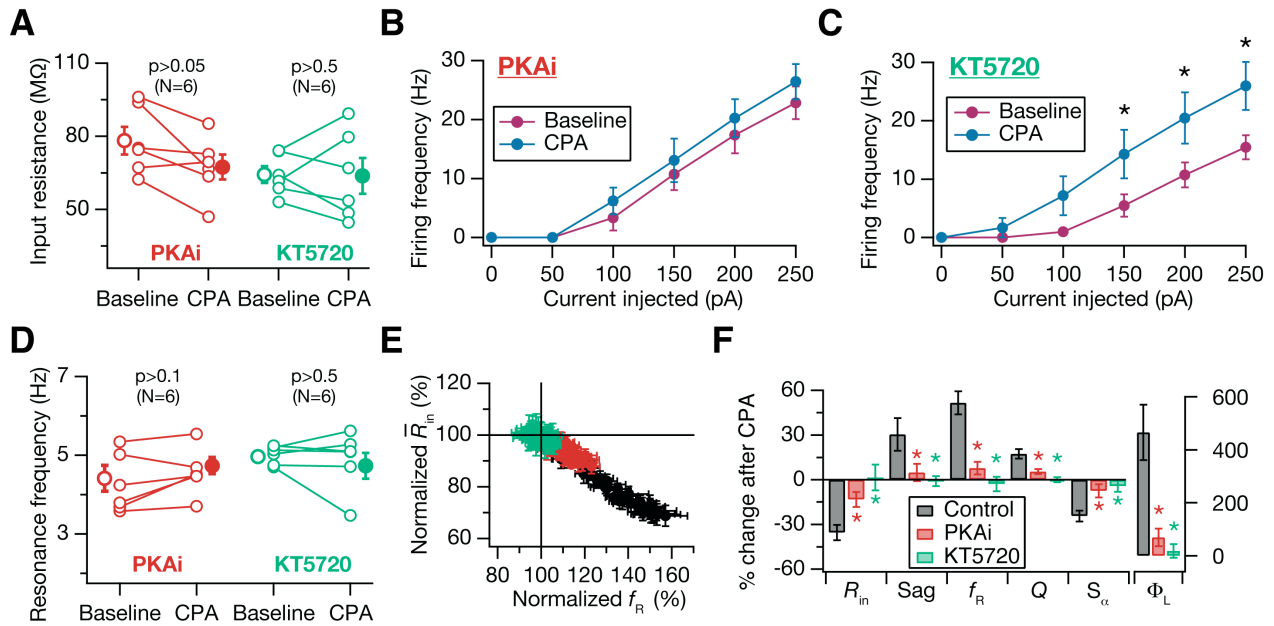 A
Input resistance (MΩ)
110
80
50
p>0.05
(N=6)
p>0.5
(N=6)
PKAi
KT5720
Baseline CPA Baseline CPA
B
Firing frequency (Hz)
30
20
10
0
PKAi
Baseline
CPA
0 50 100 150 200 250
Current injected (pA)
C
Firing frequency (Hz)
30
20
10
0
KT5720
Baseline
CPA
*
*
*
0 50 100 150 200 250
Current injected (pA)
D
Resonance frequency (Hz)
7
5
3
p>0.1
(N=6)
p>0.5
(N=6)
PKAi
KT5720
Baseline CPA Baseline CPA
E
Normalized R̅in (%)
120
100
80
60
80 100 120 140 160
Normalized fR (%)
F
% change after CPA
60
30
0
-30
-60
600
400
200
0
* * * * * * * * * * * *
Control
PKAi
KT5720
Rin Sag fR Q Sα ΦL